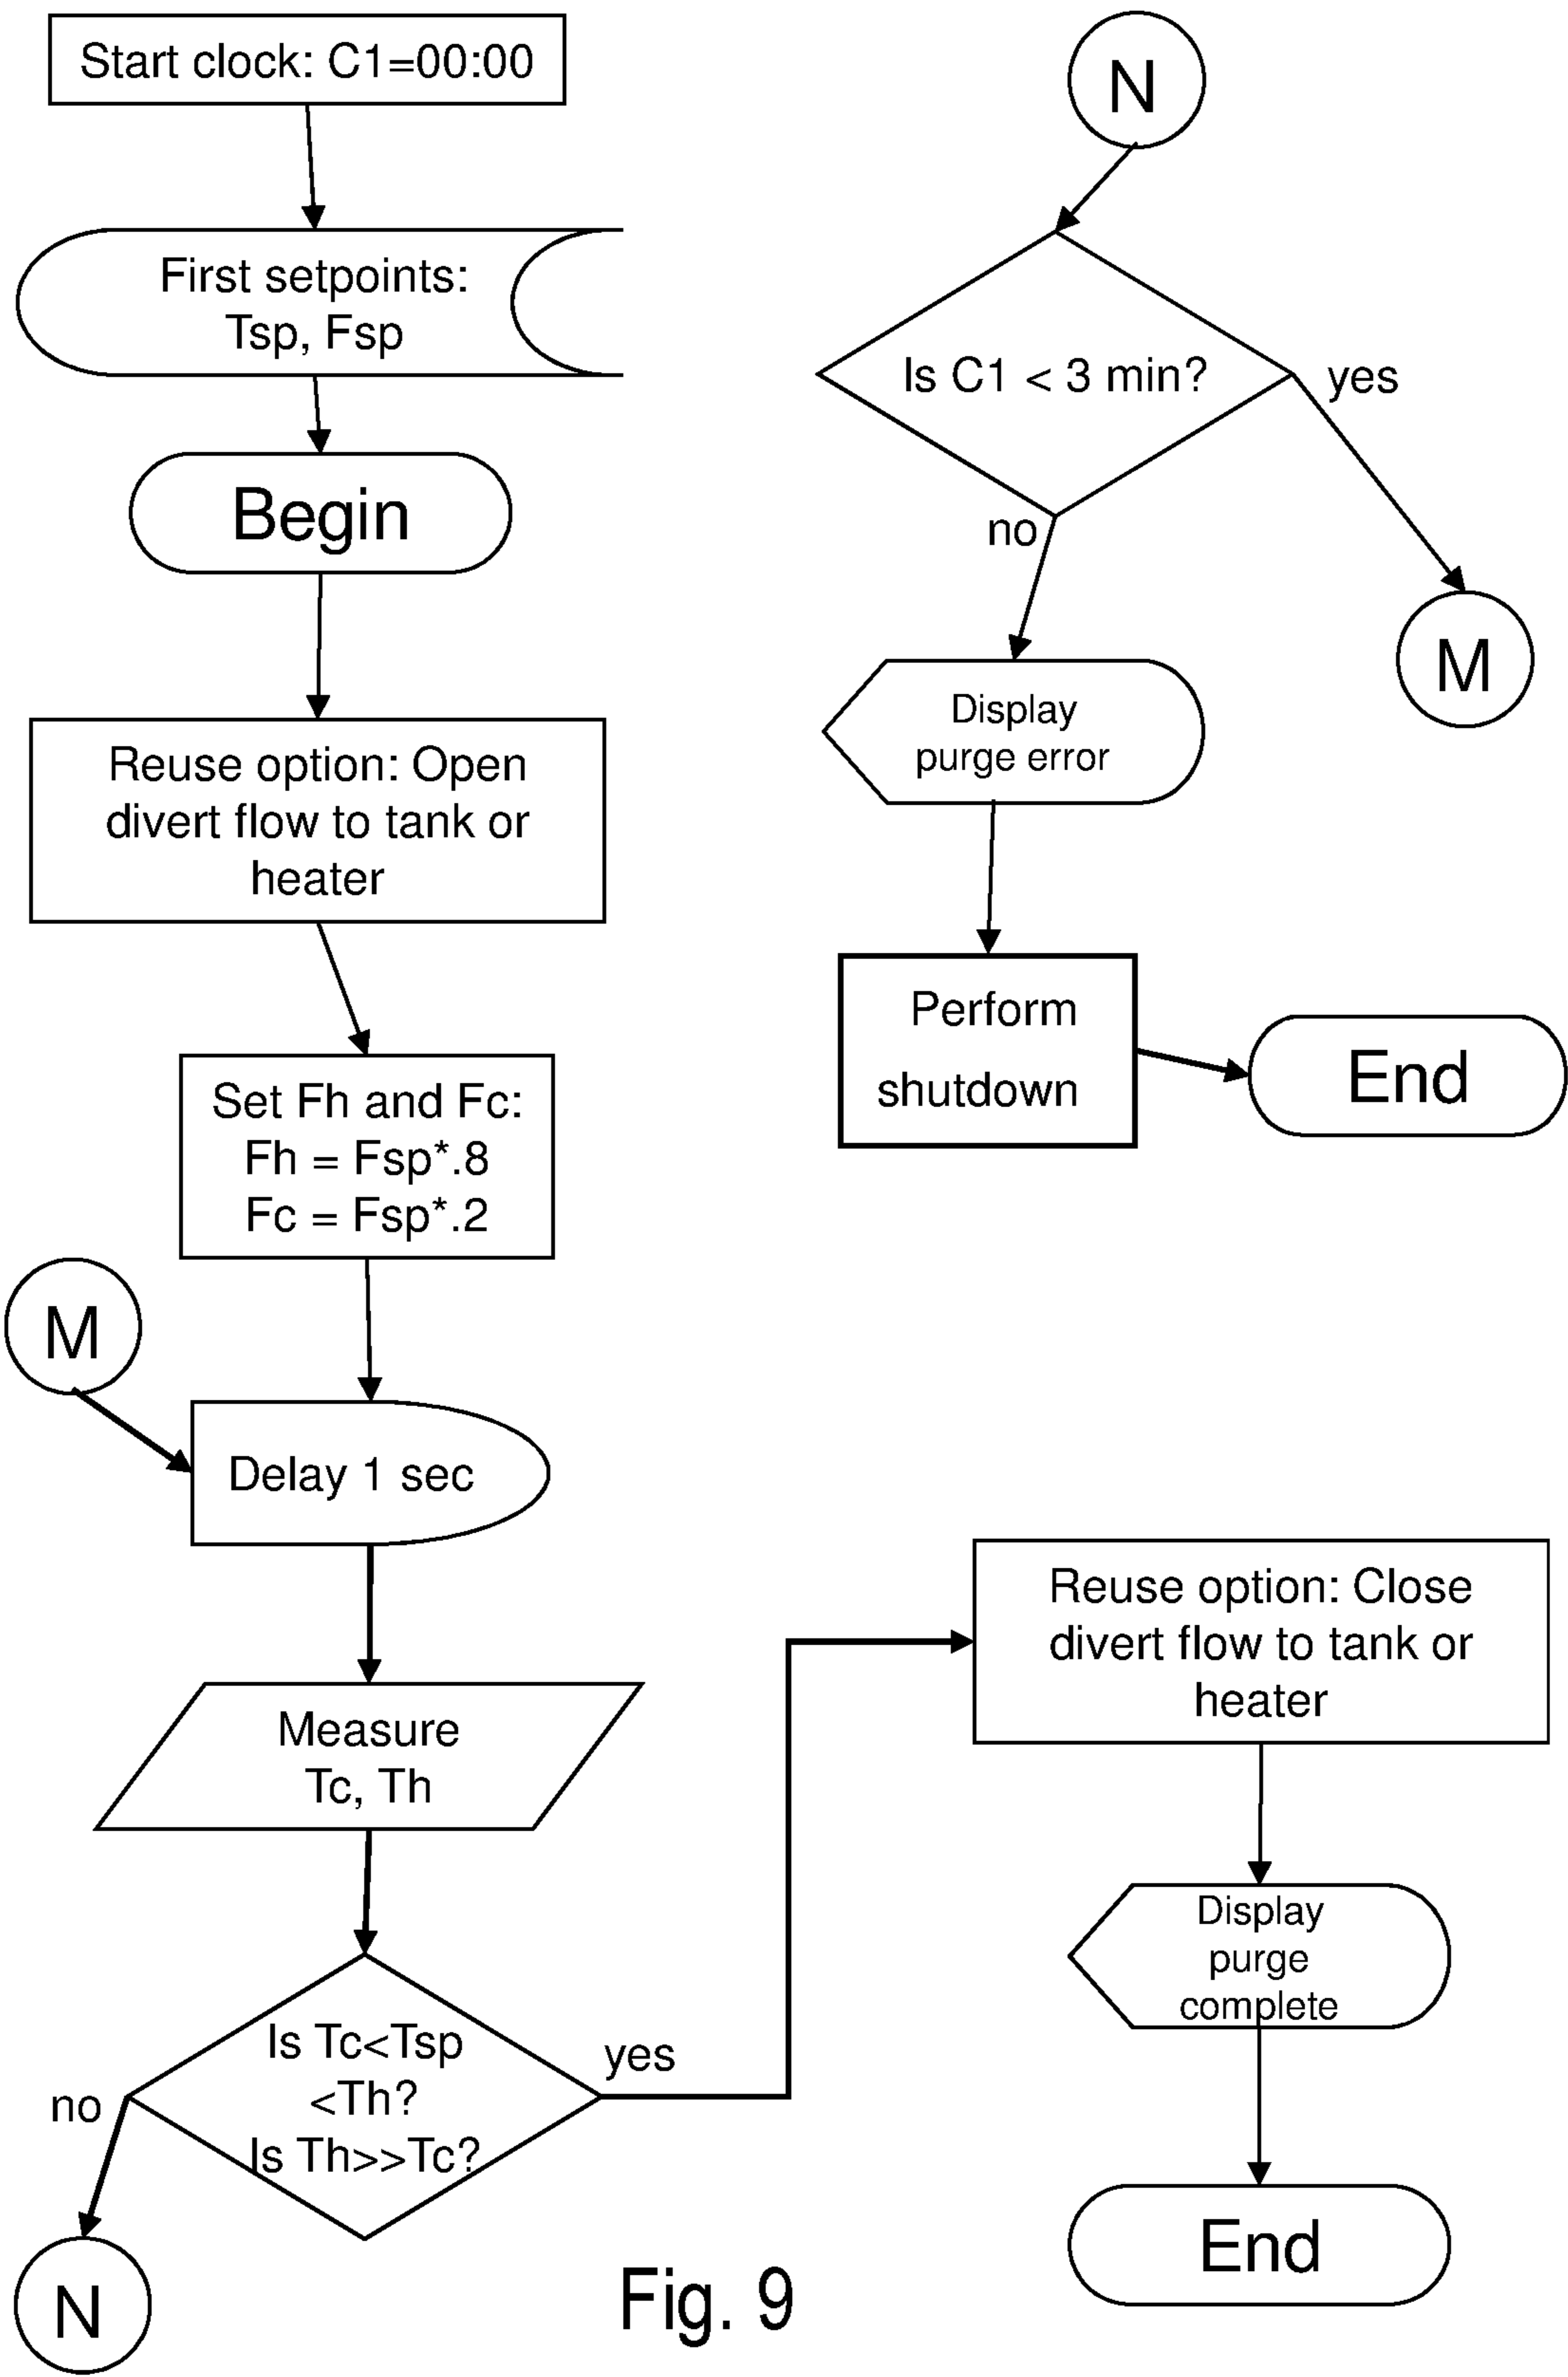 Start clock: C1=00:00
First setpoints:
Tsp, Fsp
Begin
Reuse option: Open
divert flow to tank or
heater
Set Fh and Fc:
Fh = Fsp*.8
Fc = Fsp*.2
M
Delay 1 sec
Measure
Tc, Th
Is Tc<Tsp
<Th?
Is Th>>Tc?
no
yes
N
N
Is C1 < 3 min?
yes
no
M
Display
purge error
Perform
shutdown
End
Reuse option: Close
divert flow to tank or
heater
Display
purge
complete
End
Fig. 9